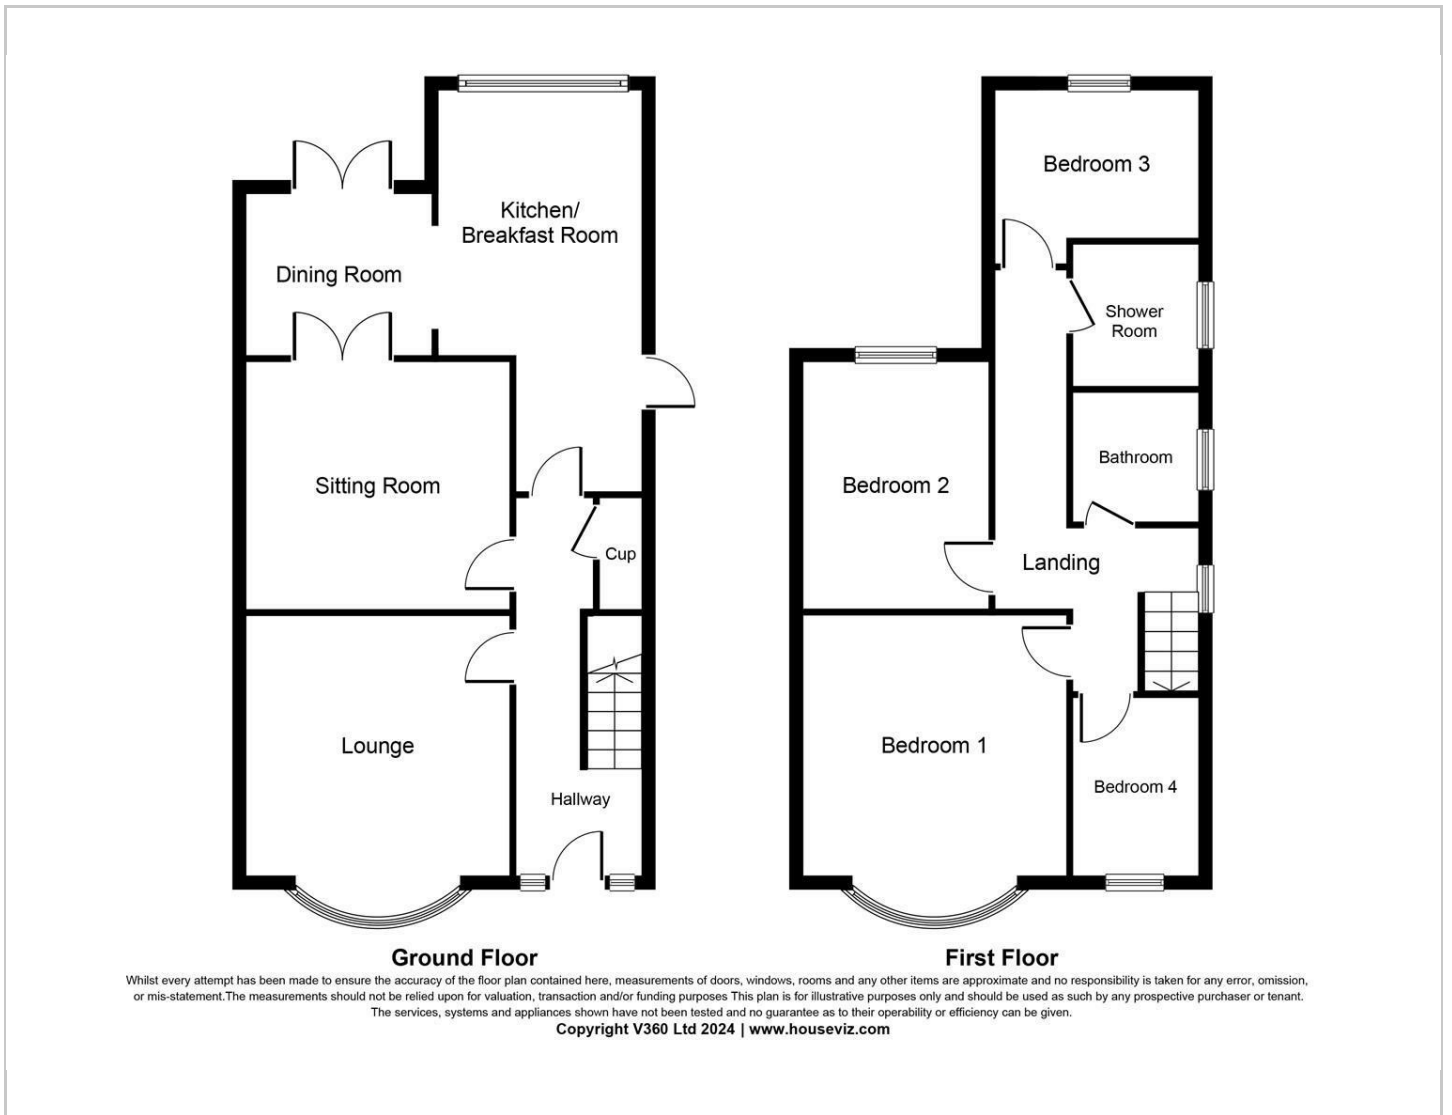 Kitchen/
Breakfast Room
Dining Room
Sitting Room
Cup
Lounge
Hallway
Ground Floor
Bedroom 3
Shower
Room
Bathroom
Bedroom 2
Landing
Bedroom 1
Bedroom 4
First Floor
Whilst every attempt has been made to ensure the accuracy of the floor plan contained here, measurements of doors, windows, rooms and any other items are approximate and no responsibility is taken for any error, omission,
or mis-statement.The measurements should not be relied upon for valuation, transaction and/or funding purposes This plan is for illustrative purposes only and should be used as such by any prospective purchaser or tenant.
The services, systems and appliances shown have not been tested and no guarantee as to their operability or efficiency can be given.
Copyright V360 Ltd 2024 | www.houseviz.com